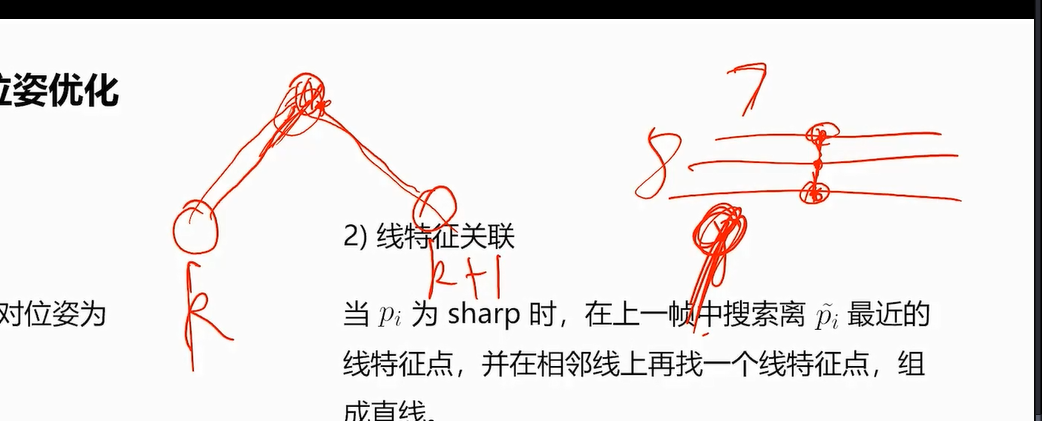 位姿优化
7
8
2) 线特征关联
k
k+1
对位姿为
当 p_i 为 sharp 时，在上一帧中搜索离 p̃_i 最近的
线特征点，并在相邻线上再找一个线特征点，组
成直线。